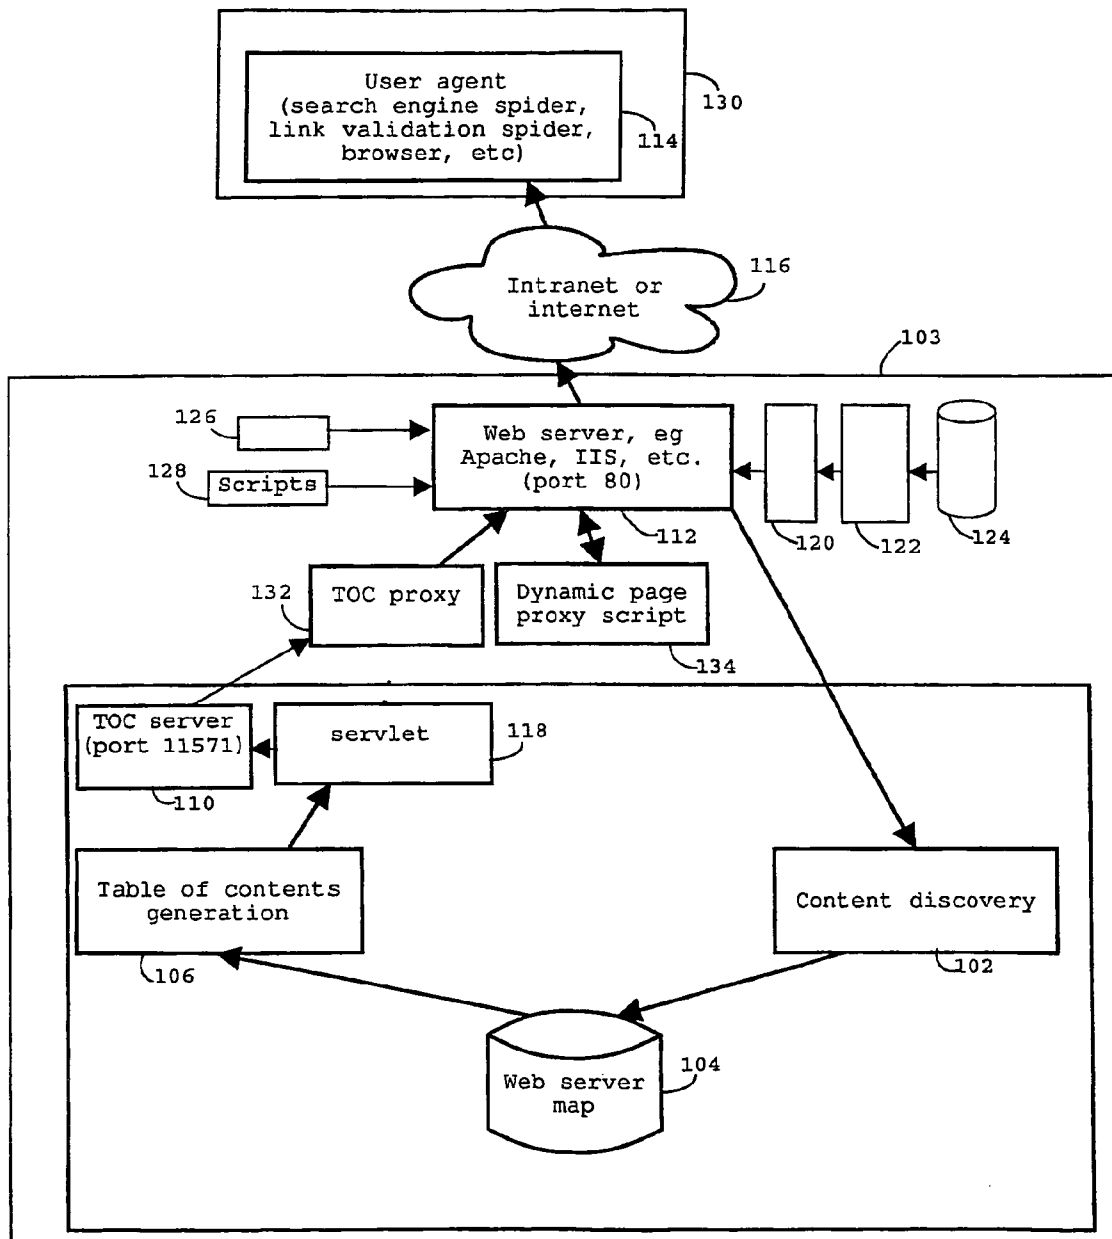 User agent
(search engine spider,
link validation spider,
browser, etc)
114
130
Intranet or
internet
116
103
126
128
Scripts
Web server, eg
Apache, IIS, etc.
(port 80)
112
120
122
124
132
TOC proxy
Dynamic page
proxy script
134
TOC server
(port 11571)
110
servlet
118
Table of contents
generation
106
Content discovery
102
Web server
map
104